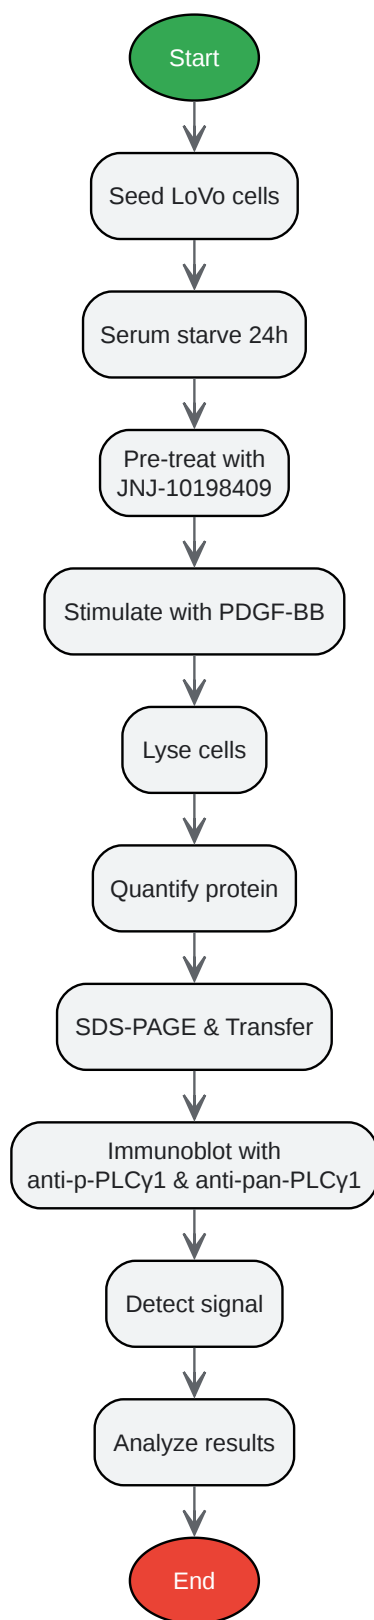 Start
Seed LoVo cells
Serum starve 24h
Pre-treat with
JNJ-10198409
Stimulate with PDGF-BB
Lyse cells
Quantify protein
SDS-PAGE & Transfer
Immunoblot with
anti-p-PLCγ1 & anti-pan-PLCγ1
Detect signal
Analyze results
End